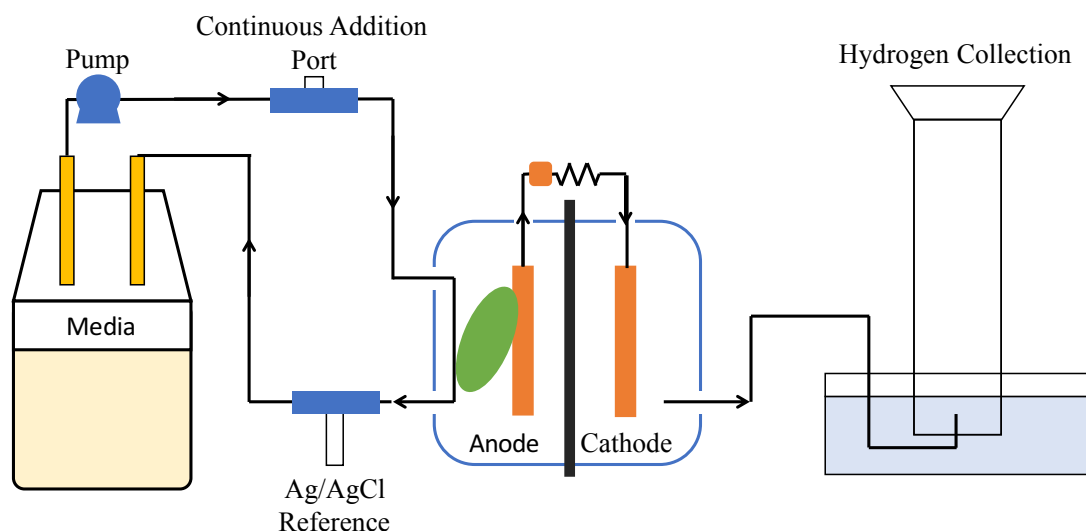 Continuous Addition
Port
Pump
Hydrogen Collection
Media
Anode
Cathode
Ag/AgCl
Reference